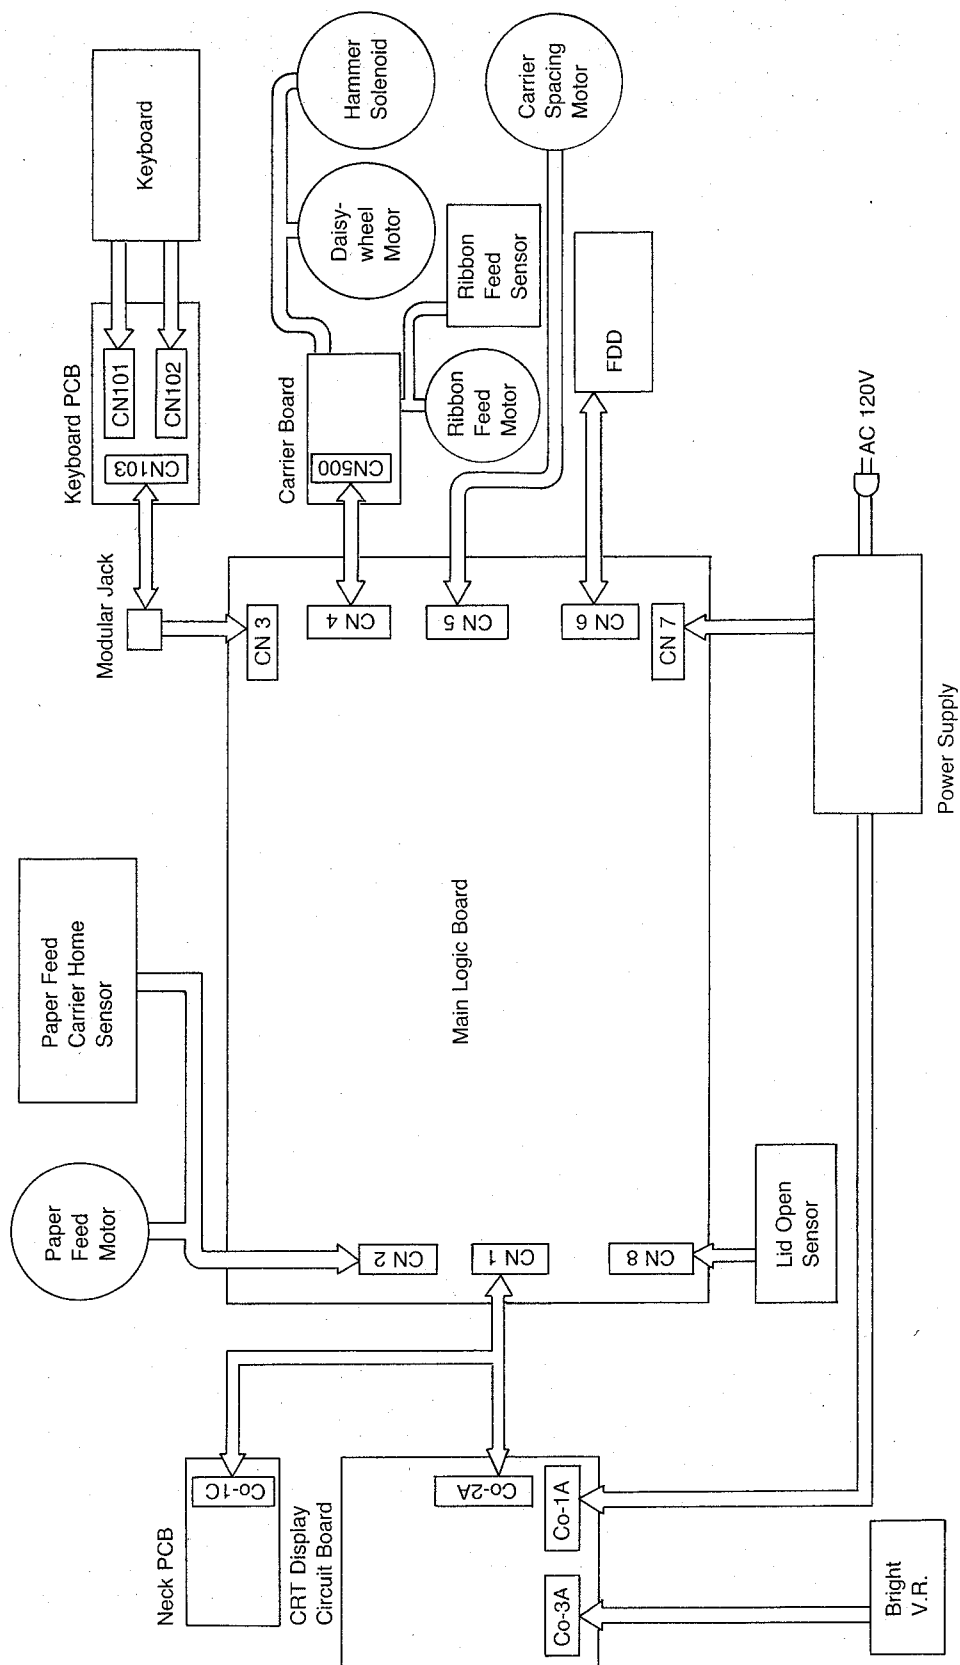 Neck PCB
Co-1C
CRT Display
Circuit Board
Co-2A
Co-1A
Co-3A
Bright
V.R.
Paper
Feed
Motor
Paper Feed
Carrier Home
Sensor
CN 2
CN 1
CN 8
Lid Open
Sensor
Main Logic Board
Modular Jack
CN 3
CN 4
CN 5
CN 6
CN 7
Power Supply
AC 120V
Keyboard PCB
CN103
CN101
CN102
Keyboard
Carrier Board
CN500
Hammer
Solenoid
Daisy-
wheel
Motor
Ribbon
Feed
Sensor
Ribbon
Feed
Motor
Carrier
Spacing
Motor
FDD